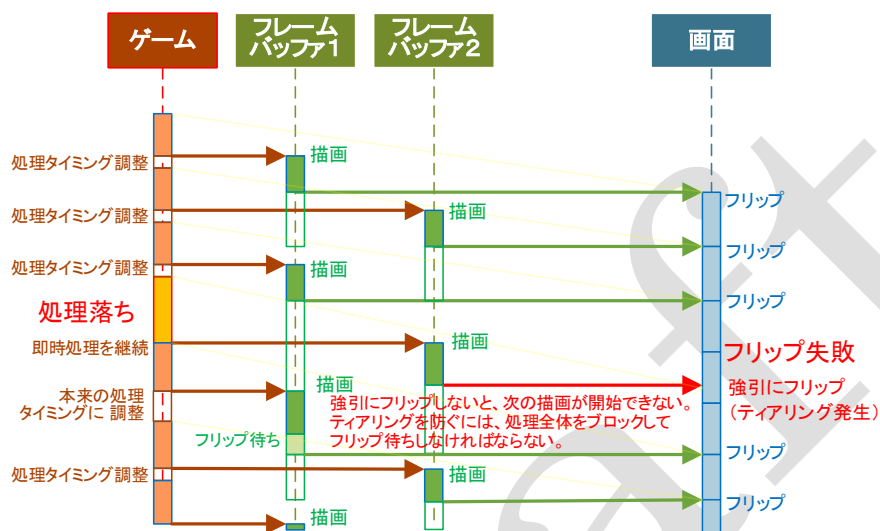 ゲーム
フレーム
バッファ1
フレーム
バッファ2
画面
処理タイミング調整
描画
フリップ
処理タイミング調整
描画
フリップ
処理タイミング調整
描画
フリップ
処理落ち
即時処理を継続
描画
フリップ失敗
本来の処理
タイミングに 調整
描画
強引にフリップしないと、次の描画が開始できない。
ティアリングを防ぐには、処理全体をブロックして
フリップ待ちしなければならない。
強引にフリップ
(ティアリング発生)
フリップ待ち
フリップ
処理タイミング調整
描画
フリップ
描画
aft